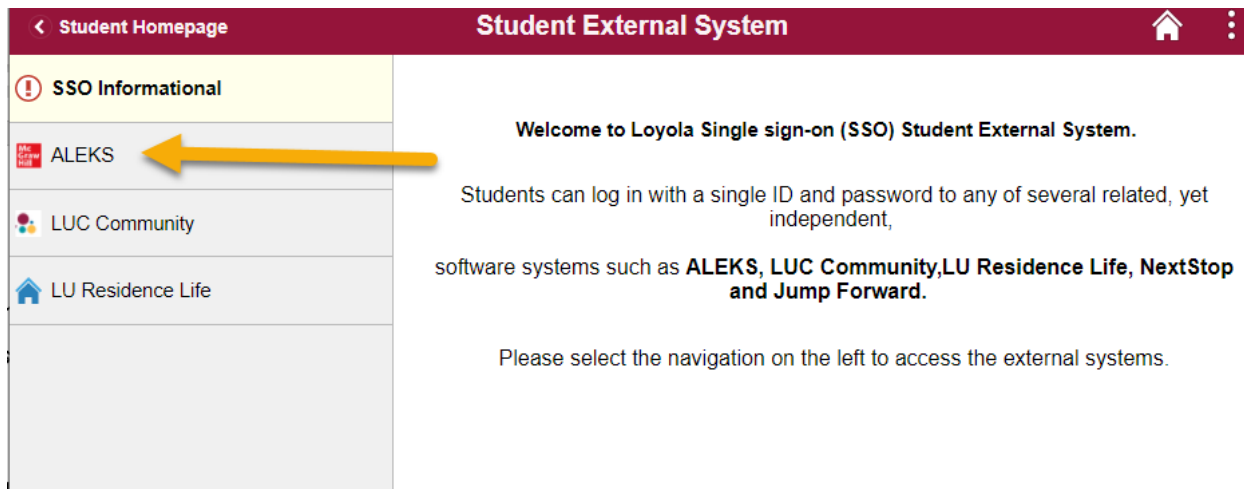 Student Homepage
Student External System
SSO Informational
Mc
Graw
Hill
ALEKS
LUC Community
LU Residence Life
Welcome to Loyola Single sign-on (SSO) Student External System.
Students can log in with a single ID and password to any of several related, yet
independent,
software systems such as ALEKS, LUC Community,LU Residence Life, NextStop
and Jump Forward.
Please select the navigation on the left to access the external systems.